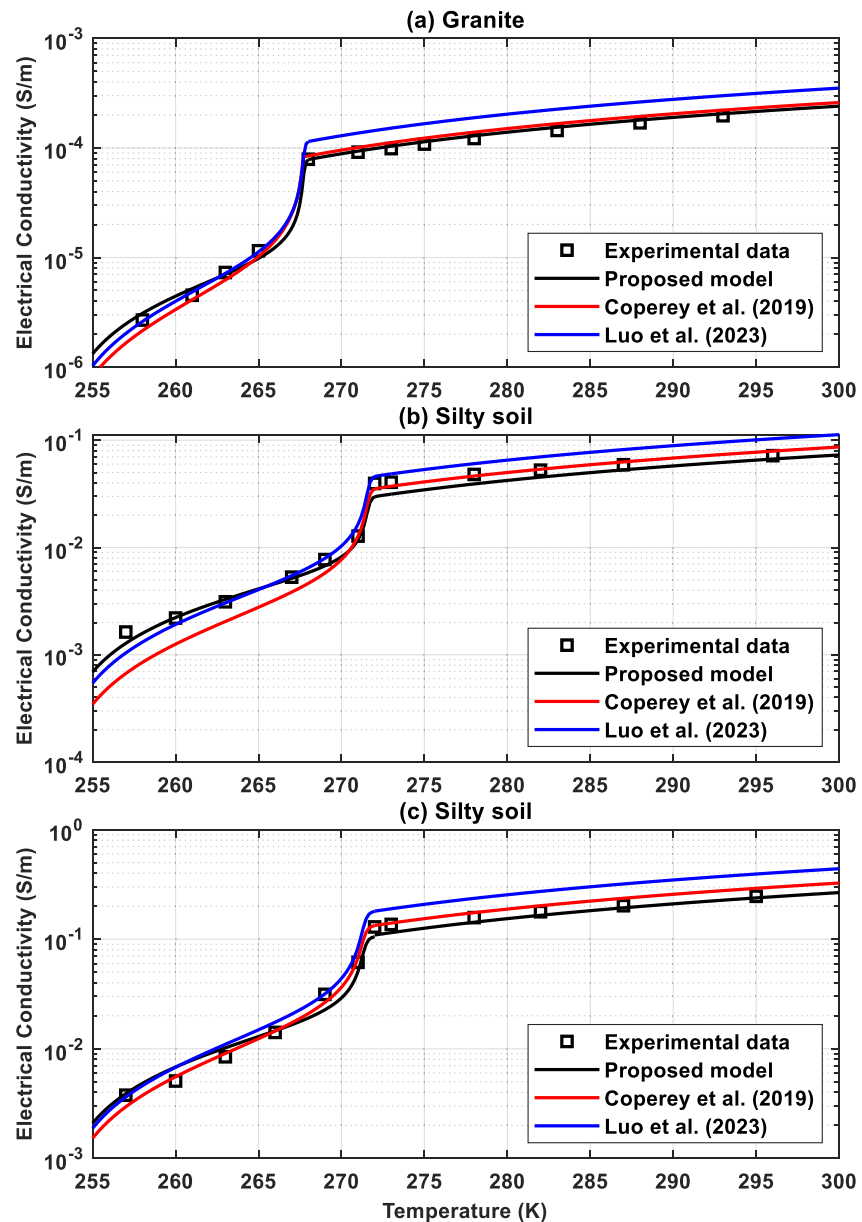 (a) Granite
Electrical Conductivity (S/m)
10^-3
10^-4
10^-5
10^-6
255 260 265 270 275 280 285 290 295 300
Experimental data
Proposed model
Coperey et al. (2019)
Luo et al. (2023)
(b) Silty soil
Electrical Conductivity (S/m)
10^-1
10^-2
10^-3
10^-4
255 260 265 270 275 280 285 290 295 300
Experimental data
Proposed model
Coperey et al. (2019)
Luo et al. (2023)
(c) Silty soil
Electrical Conductivity (S/m)
10^0
10^-1
10^-2
10^-3
255 260 265 270 275 280 285 290 295 300
Experimental data
Proposed model
Coperey et al. (2019)
Luo et al. (2023)
Temperature (K)